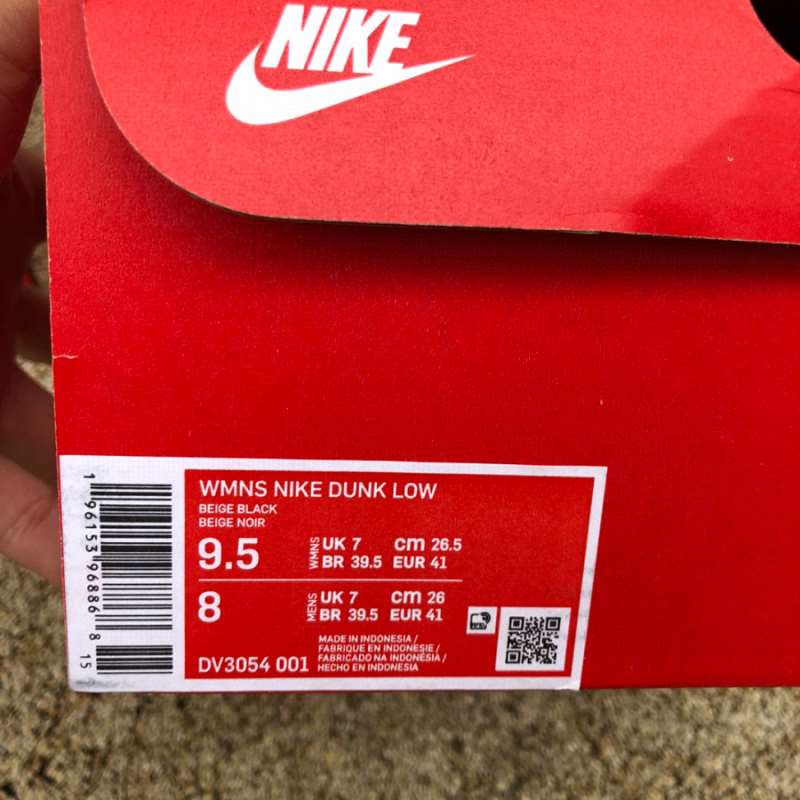 NIKE
WMNS NIKE DUNK LOW
BEIGE BLACK
BEIGE NOIR
9.5 WMNS UK 7 cm 26.5
BR 39.5 EUR 41
8 MENS UK 7 cm 26
BR 39.5 EUR 41
DV3054 001
MADE IN INDONESIA /
FABRIQUE EN INDONESIE /
FABRICADO NA INDONÉSIA /
HECHO EN INDONESIA
1 96153 96886 8 15